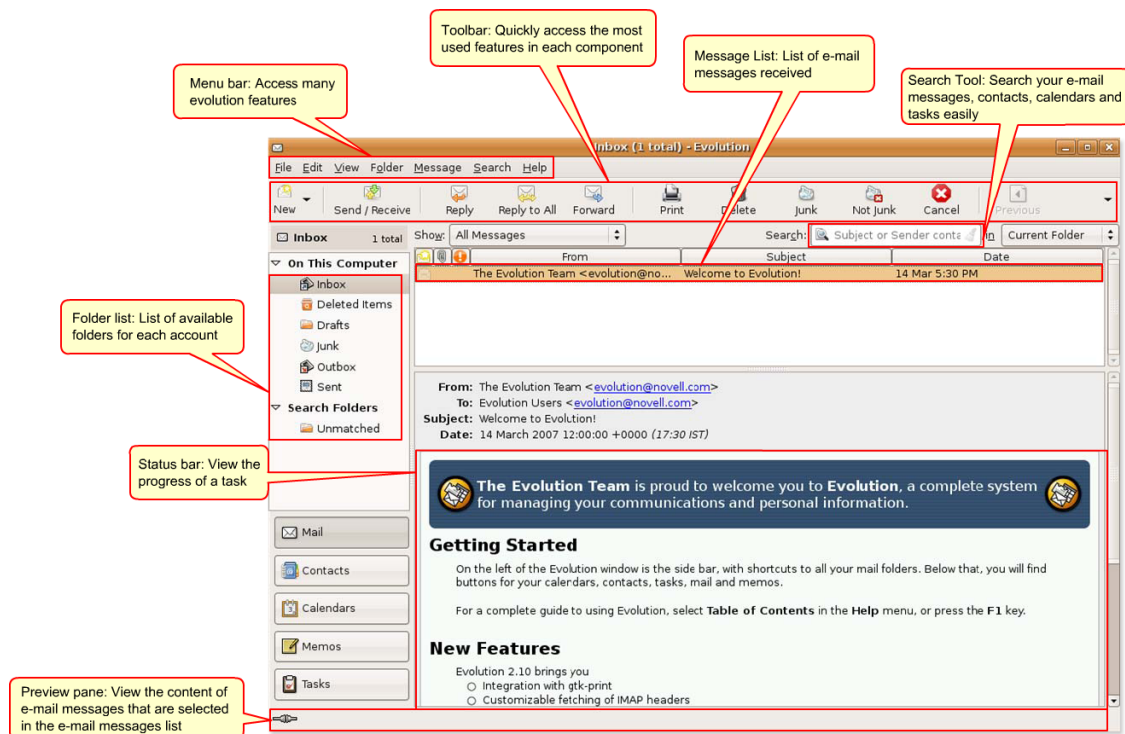 Toolbar: Quickly access the most
used features in each component
Message List: List of e-mail
messages received
Menu bar: Access many
evolution features
Search Tool: Search your e-mail
messages, contacts, calendars and
tasks easily
Inbox (1 total) - Evolution
File Edit View Folder Message Search Help
New Send / Receive Reply Reply to All Forward Print Delete Junk Not Junk Cancel Previous
Inbox 1 total Show: All Messages Search: Subject or Sender conta in Current Folder
From Subject Date
The Evolution Team <evolution@no... Welcome to Evolution! 14 Mar 5:30 PM
On This Computer
Inbox
Deleted Items
Drafts
Junk
Outbox
Sent
Search Folders
Unmatched
Folder list: List of available
folders for each account
From: The Evolution Team <evolution@novell.com>
To: Evolution Users <evolution@novell.com>
Subject: Welcome to Evolution!
Date: 14 March 2007 12:00:00 +0000 (17:30 IST)
Status bar: View the
progress of a task
The Evolution Team is proud to welcome you to Evolution, a complete system
for managing your communications and personal information.
Getting Started
On the left of the Evolution window is the side bar, with shortcuts to all your mail folders. Below that, you will find
buttons for your calendars, contacts, tasks, mail and memos.
For a complete guide to using Evolution, select Table of Contents in the Help menu, or press the F1 key.
New Features
Evolution 2.10 brings you
Integration with gtk-print
Customizable fetching of IMAP headers
Mail
Contacts
Calendars
Memos
Tasks
Preview pane: View the content of
e-mail messages that are selected
in the e-mail messages list